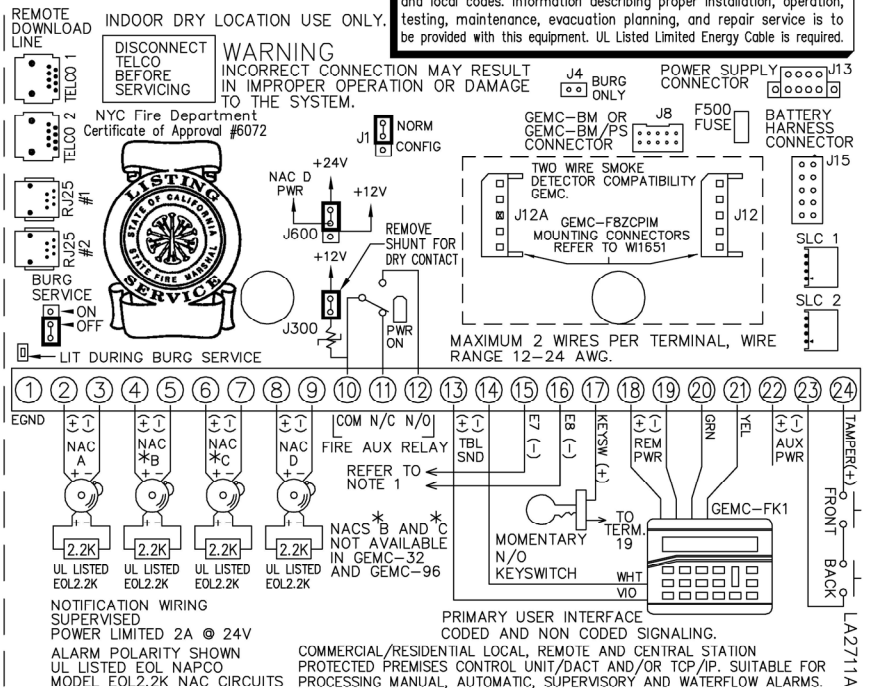 and local codes. Information describing proper installation, operation,
testing, maintenance, evacuation planning, and repair service is to
be provided with this equipment. UL Listed Limited Energy Cable is required.
REMOTE
DOWNLOAD
LINE
INDOOR DRY LOCATION USE ONLY.
DISCONNECT
TELCO
BEFORE
SERVICING
WARNING
INCORRECT CONNECTION MAY RESULT
IN IMPROPER OPERATION OR DAMAGE
TO THE SYSTEM.
TELCO 1
TELCO 2
RJ25
#1
RJ25
#2
NYC Fire Department
Certificate of Approval #6072
LISTING
STATE OF CALIFORNIA
STATE FIRE MARSHAL
SERVICE
J1
NORM
CONFIG
J4
BURG
ONLY
POWER SUPPLY
CONNECTOR
J13
GEMC-BM OR
GEMC-BM/PS
CONNECTOR
J8
F500
FUSE
BATTERY
HARNESS
CONNECTOR
J15
+24V
NAC D
PWR
+12V
J600
+12V
REMOVE
SHUNT FOR
DRY CONTACT
J300
PWR
ON
TWO WIRE SMOKE
DETECTOR COMPATIBILITY
GEMC.
J12A
J12
GEMC-F8ZCPIM
MOUNTING CONNECTORS
REFER TO WI1651
SLC 1
SLC 2
BURG
SERVICE
ON
OFF
LIT DURING BURG SERVICE
MAXIMUM 2 WIRES PER TERMINAL, WIRE
RANGE 12-24 AWG.
1 2 3 4 5 6 7 8 9 10 11 12 13 14 15 16 17 18 19 20 21 22 23 24
EGND
(+) (-)
NAC
A
+ -
(+) (-)
NAC
*B
+ -
(+) (-)
NAC
*C
+ -
(+) (-)
NAC
D
+ -
COM N/C N/O
FIRE AUX RELAY
(+) (-)
TBL
SND
E7 (-)
E8 (-)
KEYSW (+)
(+) (-)
REM
PWR
GRN
YEL
(+) (-)
AUX
PWR
TAMPER(+)
FRONT
BACK
REFER TO
NOTE 1
2.2K
UL LISTED
EOL2.2K
2.2K
UL LISTED
EOL2.2K
2.2K
UL LISTED
EOL2.2K
2.2K
UL LISTED
EOL2.2K
NACS *B AND *C
NOT AVAILABLE
IN GEMC-32
AND GEMC-96
MOMENTARY
N/O
KEYSWITCH
TO
TERM.
19
GEMC-FK1
WHT
VIO
NOTIFICATION WIRING
SUPERVISED
POWER LIMITED 2A @ 24V
ALARM POLARITY SHOWN
UL LISTED EOL NAPCO
MODEL EOL2.2K NAC CIRCUITS
PRIMARY USER INTERFACE
CODED AND NON CODED SIGNALING.
COMMERCIAL/RESIDENTIAL LOCAL, REMOTE AND CENTRAL STATION
PROTECTED PREMISES CONTROL UNIT/DACT AND/OR TCP/IP. SUITABLE FOR
PROCESSING MANUAL, AUTOMATIC, SUPERVISORY AND WATERFLOW ALARMS.
LA2711A